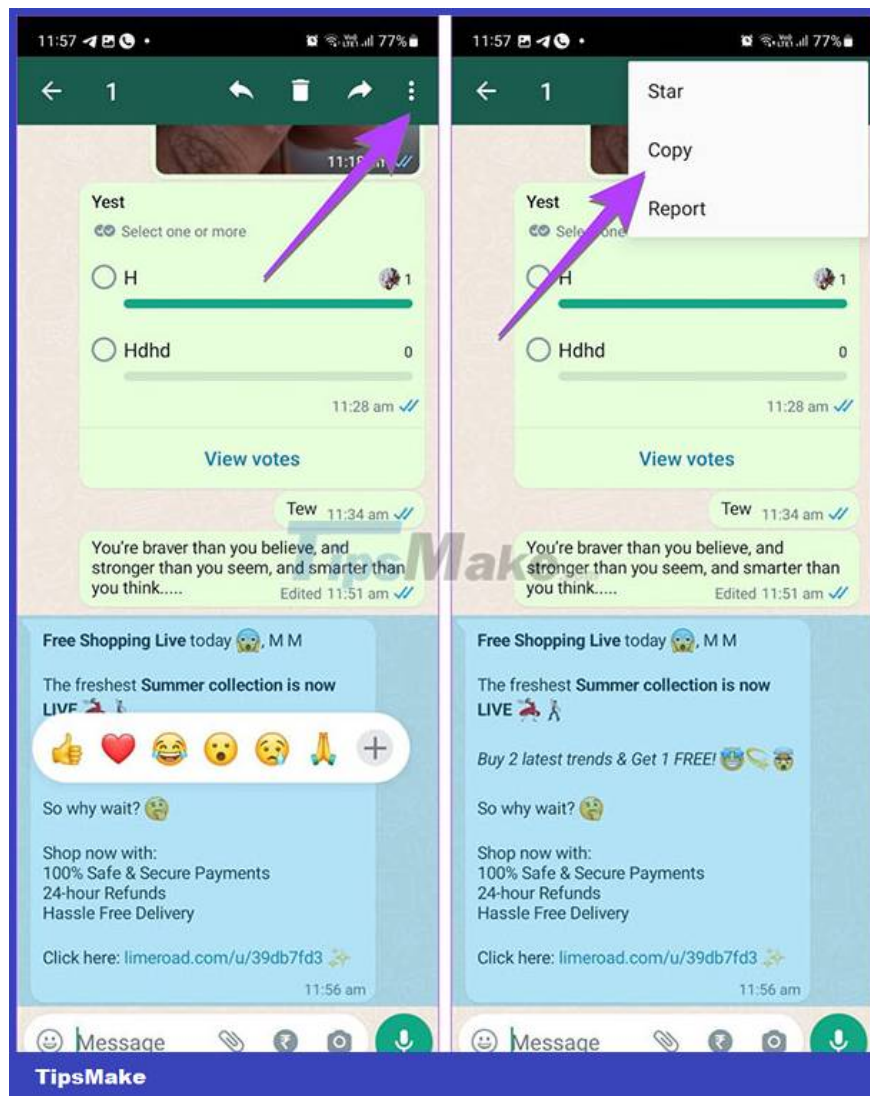 11:57
77%
1
11:18 am
Yest
Select one or more
H
1
Hdhd
0
11:28 am
View votes
Tew 11:34 am
You're braver than you believe, and
stronger than you seem, and smarter than
you think.....
Edited 11:51 am
Free Shopping Live today 😱, M M
The freshest Summer collection is now
LIVE
So why wait? 🤔
Shop now with:
100% Safe & Secure Payments
24-hour Refunds
Hassle Free Delivery
Click here: limeroad.com/u/39db7fd3 ✨
11:56 am
Message
11:57
77%
1
Star
Copy
Report
Yest
Select one
H
1
Hdhd
0
11:28 am
View votes
Tew 11:34 am
You're braver than you believe, and
stronger than you seem, and smarter than
you think.....
Edited 11:51 am
Free Shopping Live today 😱, M M
The freshest Summer collection is now
LIVE
Buy 2 latest trends & Get 1 FREE! 🤩💫🤯
So why wait? 🤔
Shop now with:
100% Safe & Secure Payments
24-hour Refunds
Hassle Free Delivery
Click here: limeroad.com/u/39db7fd3 ✨
11:56 am
Message
TipsMake
TipsMake